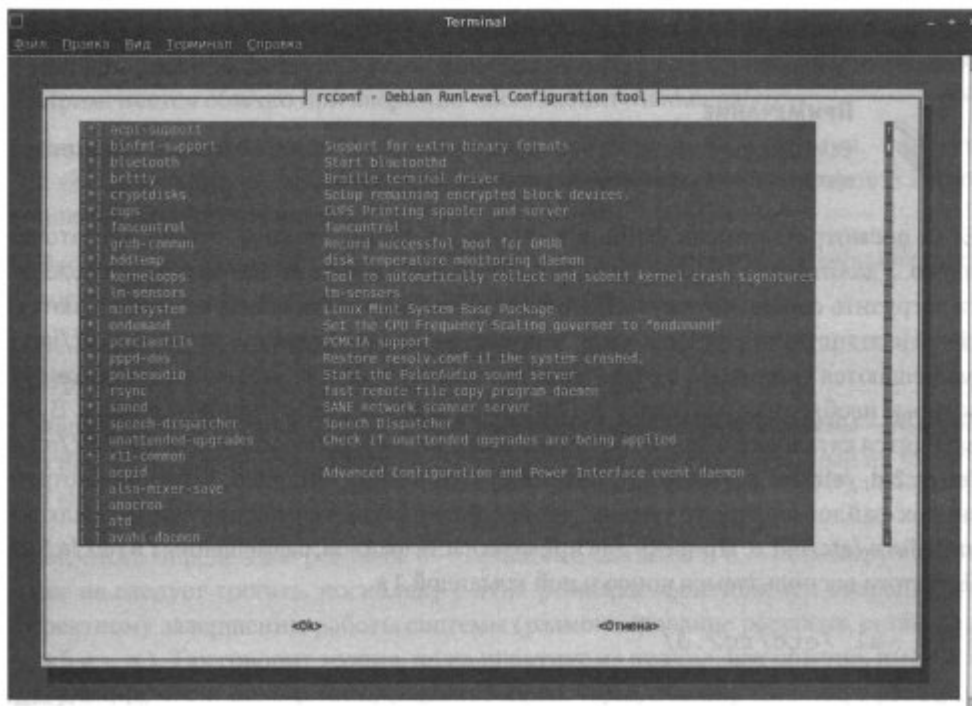 Terminal
Файл Правка Вид Терминал Справка
rcconf - Debian Runlevel Configuration tool
[*] acpi-support
[*] binfmt-support Support for extra binary formats
[*] bluetooth Start bluetoothd
[*] brltty Braille terminal driver
[*] cryptdisks Setup remaining encrypted block devices.
[*] cups CUPS Printing spooler and server
[*] fancontrol fancontrol
[*] grub-common Record successful boot for GRUB
[*] hddtemp disk temperature monitoring daemon
[*] kerneloops Tool to automatically collect and submit kernel crash signatures
[*] lm-sensors lm-sensors
[*] mintsystem Linux Mint System Base Package
[*] ondemand Set the CPU Frequency Scaling governor to "ondemand"
[*] pcmciautils PCMCIA support
[*] pppd-dns Restore resolv.conf if the system crashed.
[*] pulseaudio Start the PulseAudio sound server
[*] rsync fast remote file copy program daemon
[*] saned SANE network scanner server
[*] speech-dispatcher Speech Dispatcher
[*] unattended-upgrades Check if unattended upgrades are being applied
[*] x11-common
[ ] acpid Advanced Configuration and Power Interface event daemon
[ ] alsa-mixer-save
[ ] anacron
[ ] atd
[ ] avahi-daemon
<Ok> <Отмена>